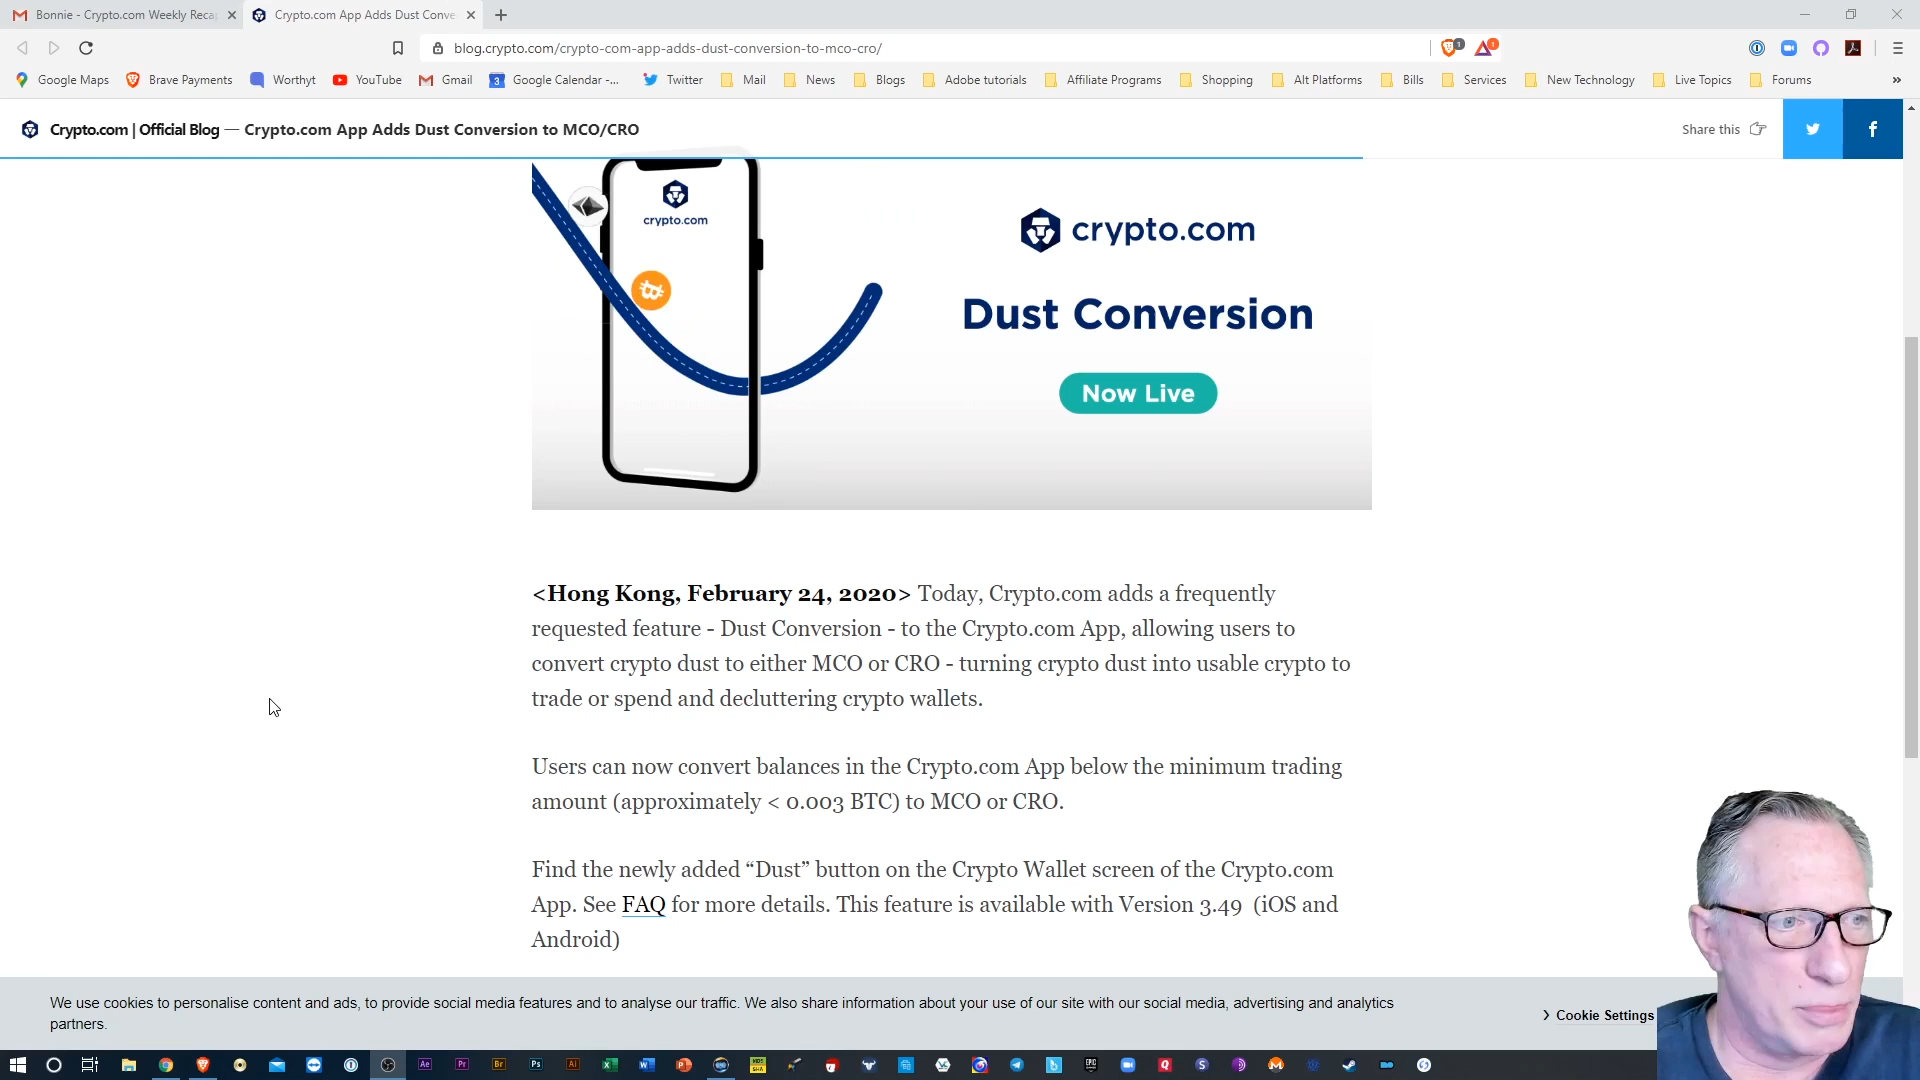 Bonnie - Crypto.com Weekly Reca
Crypto.com App Adds Dust Conve
blog.crypto.com/crypto-com-app-adds-dust-conversion-to-mco-cro/
1
1
Google Maps
Brave Payments
Worthyt
YouTube
Gmail
3
Google Calendar -...
Twitter
Mail
News
Blogs
Adobe tutorials
Affiliate Programs
Shopping
Alt Platforms
Bills
Services
New Technology
Live Topics
Forums
»
Crypto.com | Official Blog — Crypto.com App Adds Dust Conversion to MCO/CRO
Share this
crypto.com
crypto.com
Dust Conversion
Now Live
<Hong Kong, February 24, 2020> Today, Crypto.com adds a frequently
requested feature - Dust Conversion - to the Crypto.com App, allowing users to
convert crypto dust to either MCO or CRO - turning crypto dust into usable crypto to
trade or spend and decluttering crypto wallets.
Users can now convert balances in the Crypto.com App below the minimum trading
amount (approximately < 0.003 BTC) to MCO or CRO.
Find the newly added “Dust” button on the Crypto Wallet screen of the Crypto.com
App. See FAQ for more details. This feature is available with Version 3.49 (iOS and
Android)
We use cookies to personalise content and ads, to provide social media features and to analyse our traffic. We also share information about your use of our site with our social media, advertising and analytics
partners.
Cookie Settings
Ae
Pr
Br
Ps
Ai